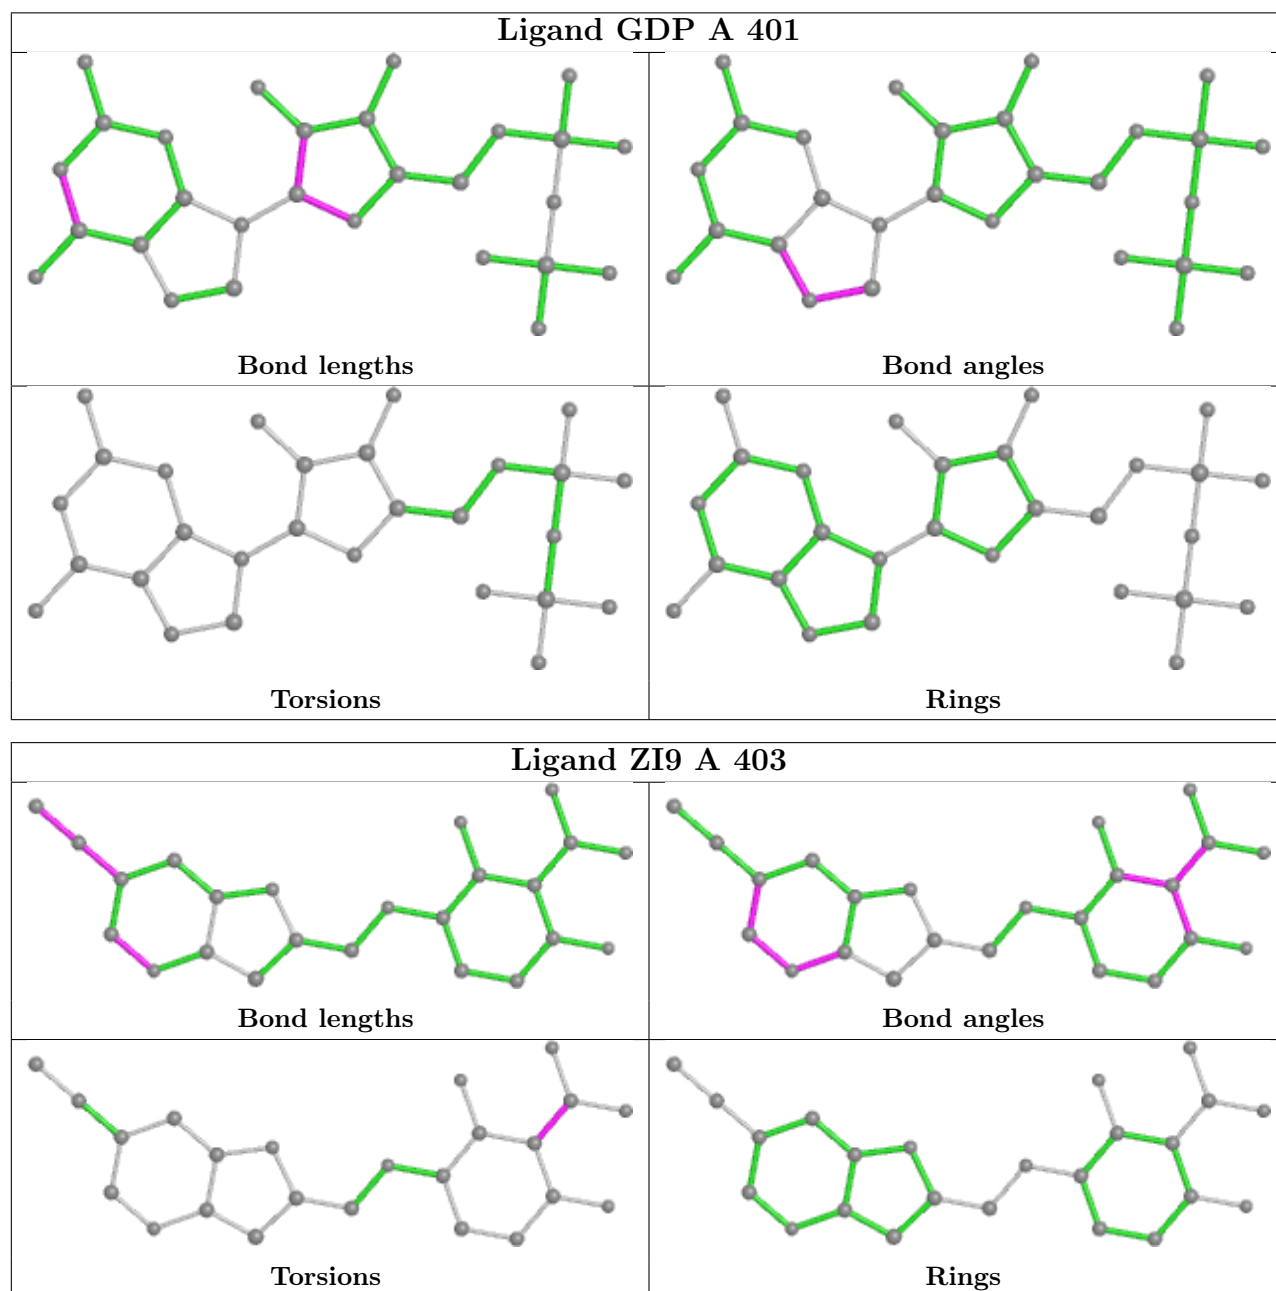 Ligand GDP A 401
Bond lengths
Bond angles
Torsions
Rings
Ligand ZI9 A 403
Bond lengths
Bond angles
Torsions
Rings